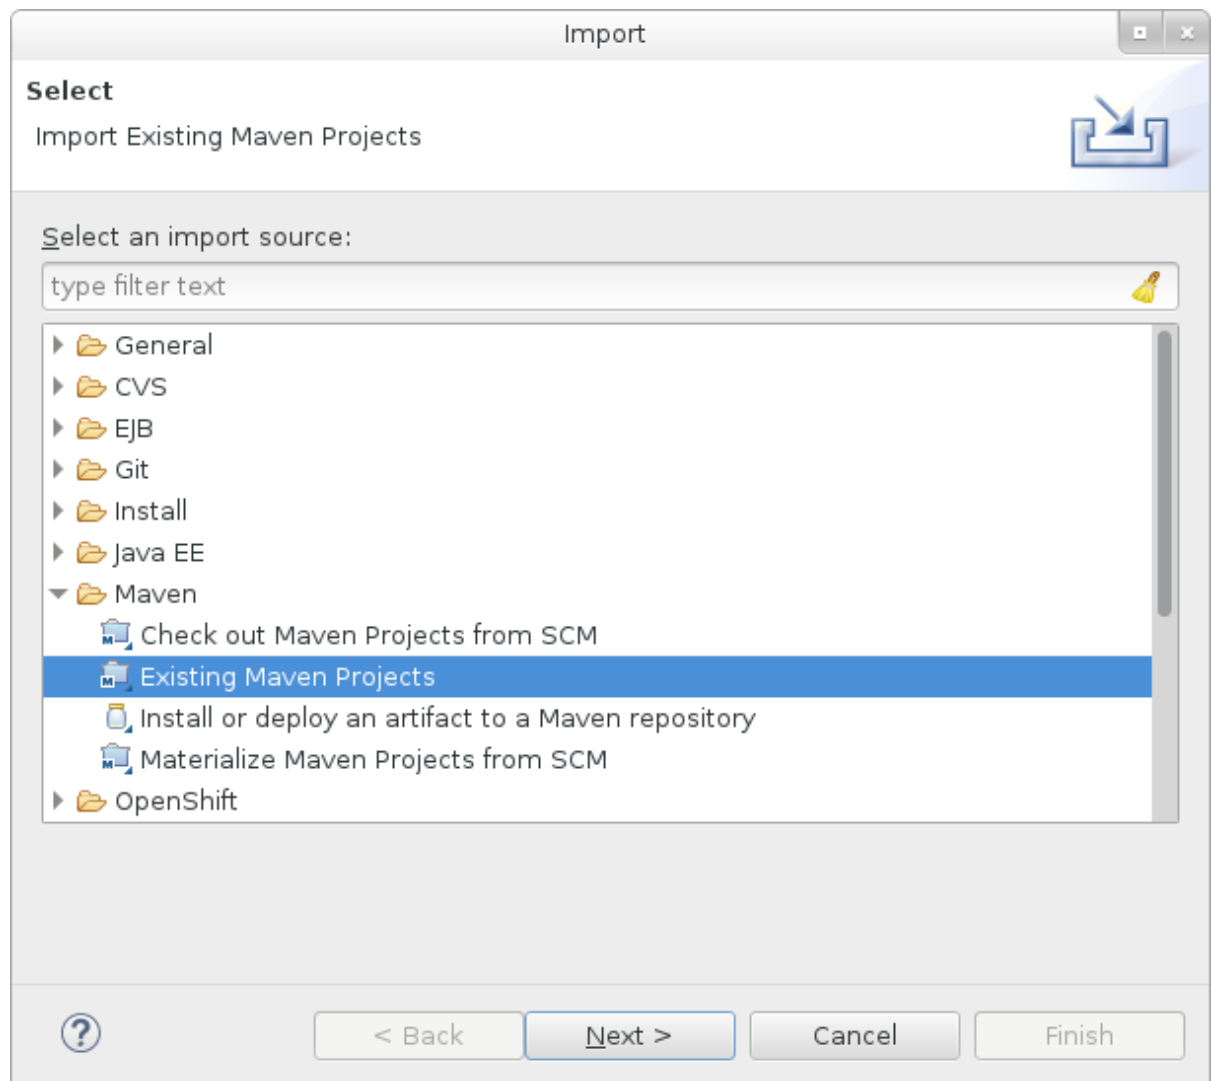 Import
Select
Import Existing Maven Projects
Select an import source:
type filter text
General
CVS
EJB
Git
Install
Java EE
Maven
Check out Maven Projects from SCM
Existing Maven Projects
Install or deploy an artifact to a Maven repository
Materialize Maven Projects from SCM
OpenShift
< Back Next > Cancel Finish